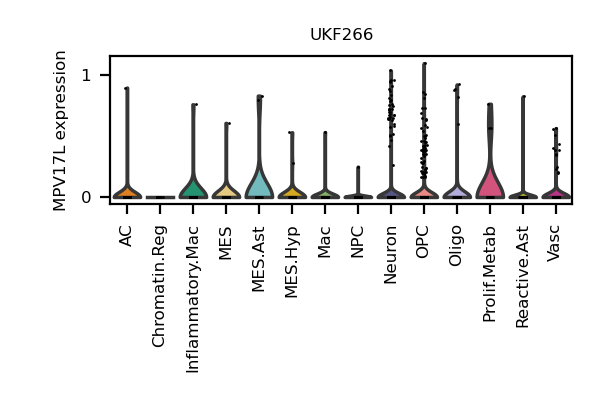 UKF266
MPV17L expression
1
0
AC
Chromatin.Reg
Inflammatory.Mac
MES
MES.Ast
MES.Hyp
Mac
NPC
Neuron
OPC
Oligo
Prolif.Metab
Reactive.Ast
Vasc